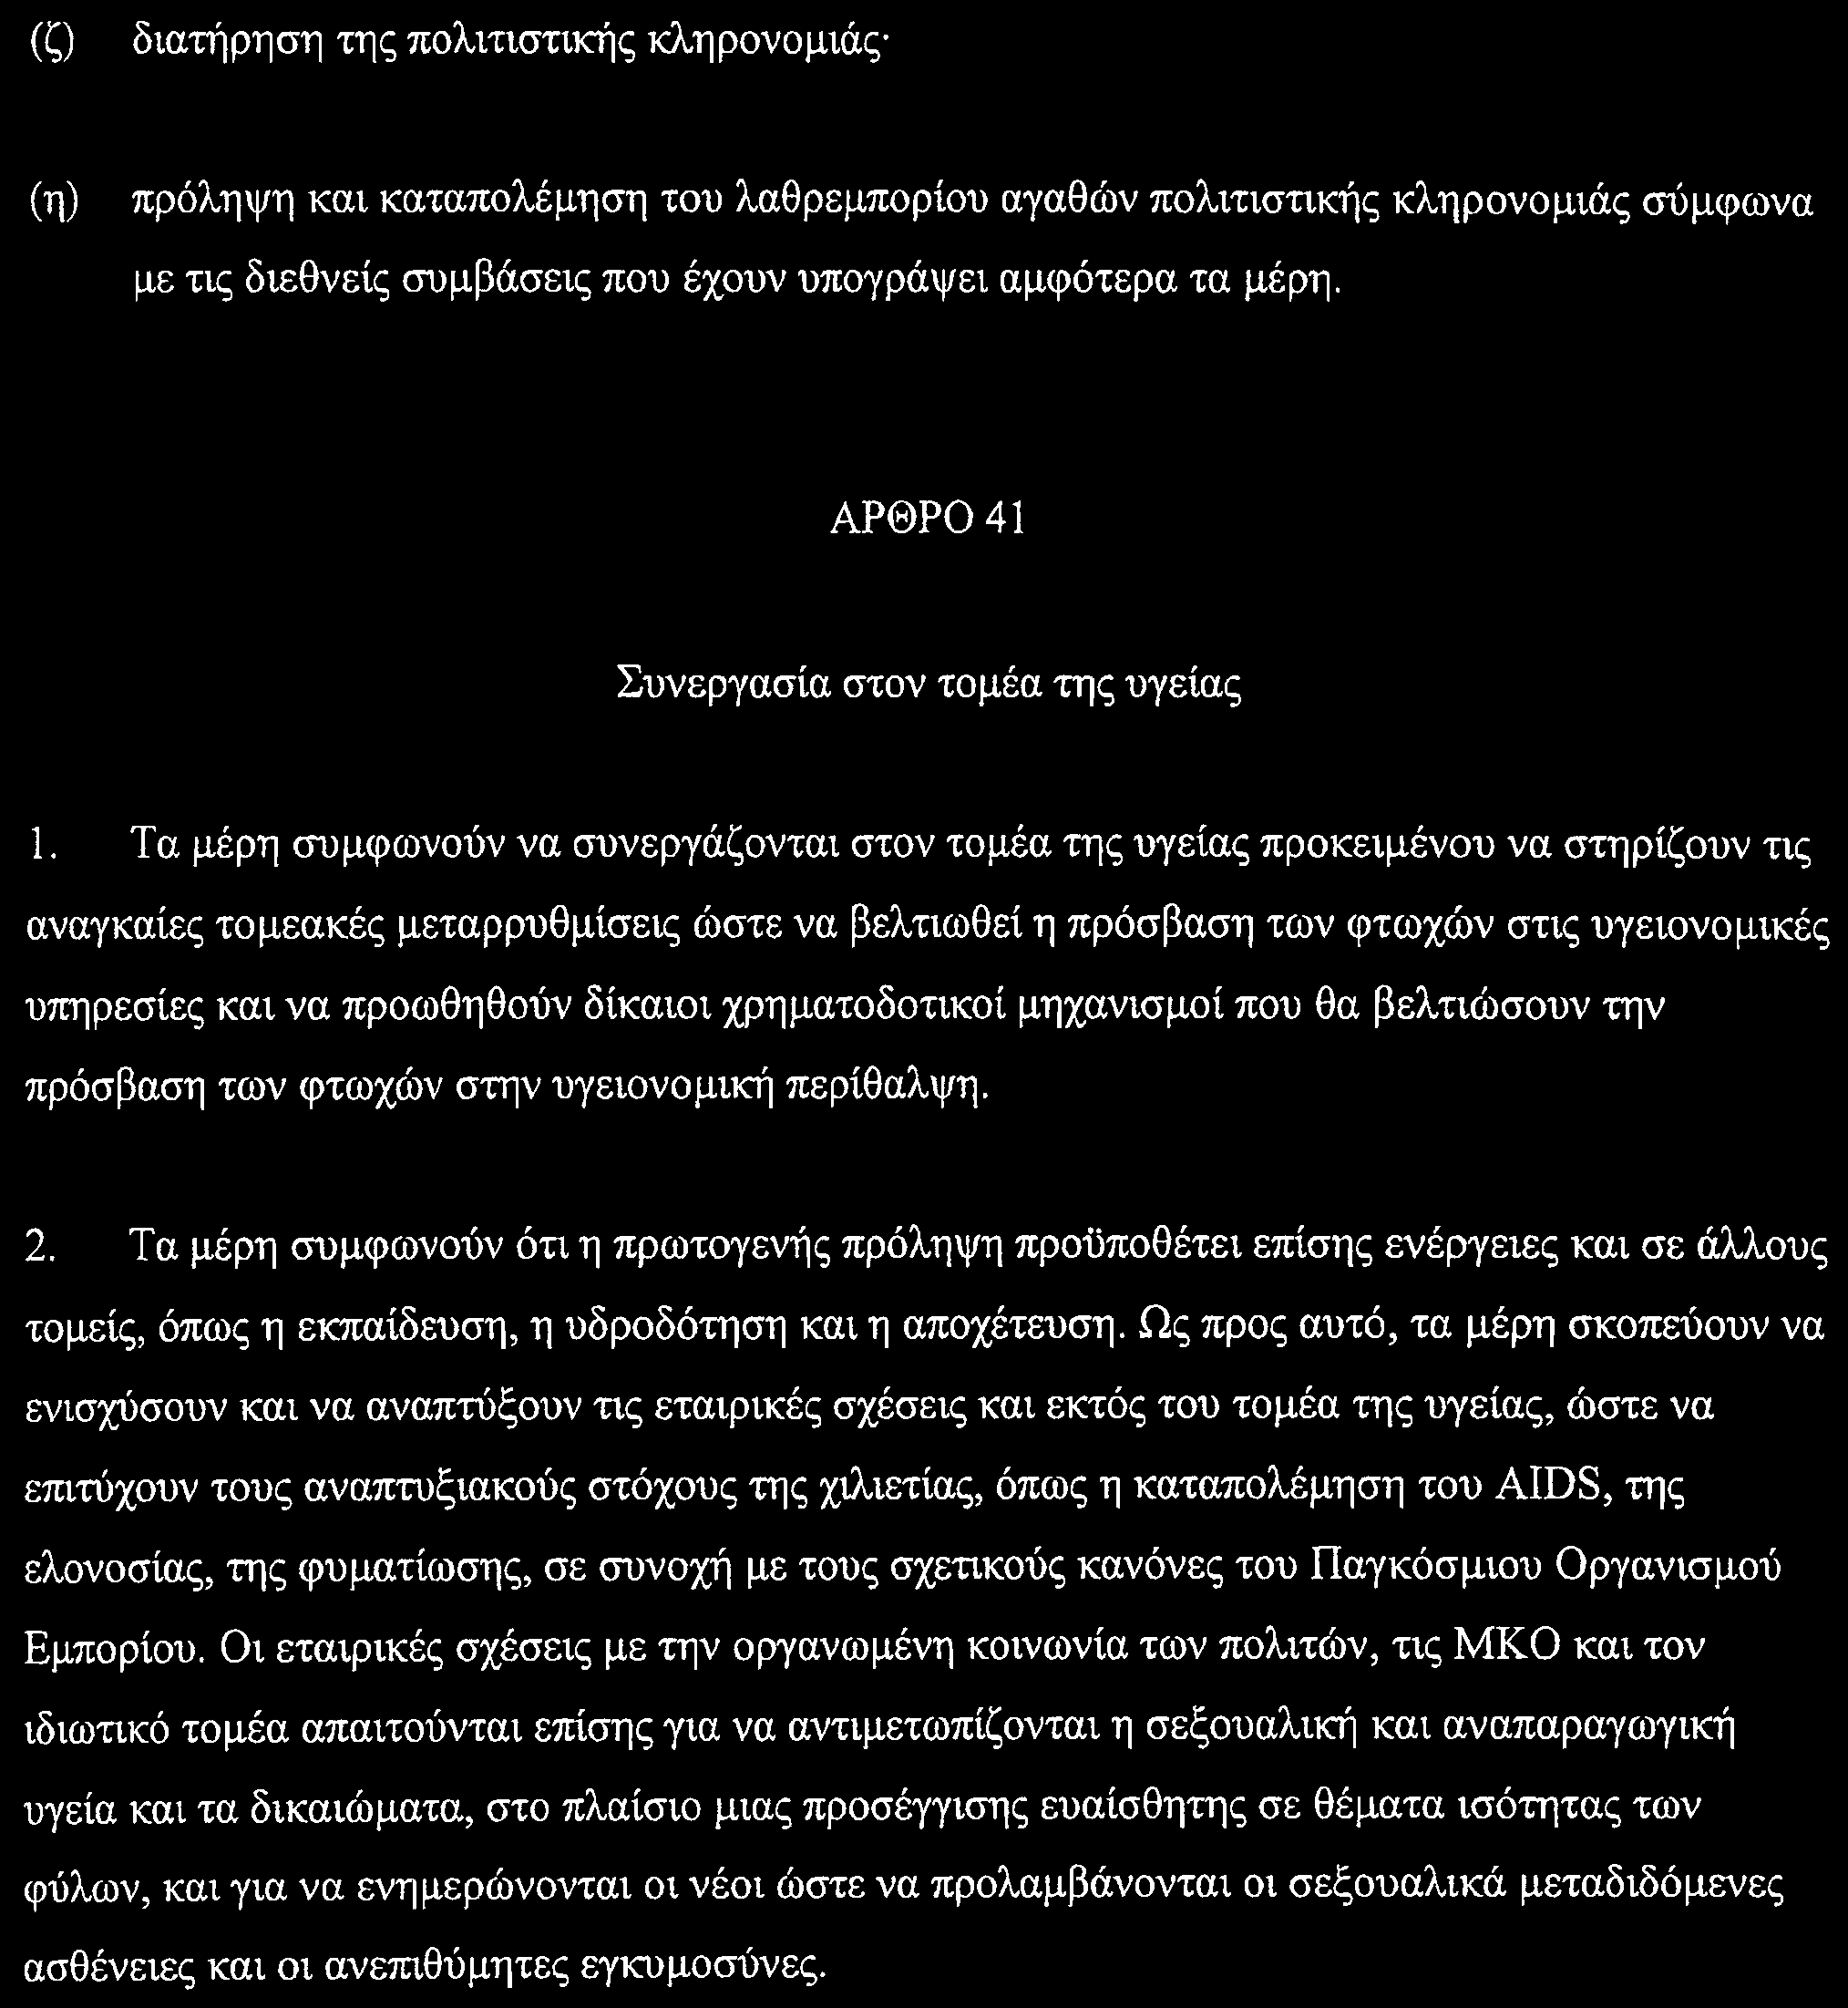 (ζ) διατήρηση της πολιτιστικής κληρονομιάς·
(η) πρόληψη και καταπολέμηση του λαθρεμπορίου αγαθών πολιτιστικής κληρονομιάς σύμφωνα
με τις διεθνείς συμβάσεις που έχουν υπογράψει αμφότερα τα μέρη.
ΑΡΘΡΟ 41
Συνεργασία στον τομέα της υγείας
1. Τα μέρη συμφωνούν να συνεργάζονται στον τομέα της υγείας προκειμένου να στηρίζουν τις
αναγκαίες τομεακές μεταρρυθμίσεις ώστε να βελτιωθεί η πρόσβαση των φτωχών στις υγειονομικές
υπηρεσίες και να προωθηθούν δίκαιοι χρηματοδοτικοί μηχανισμοί που θα βελτιώσουν την
πρόσβαση των φτωχών στην υγειονομική περίθαλψη.
2. Τα μέρη συμφωνούν ότι η πρωτογενής πρόληψη προϋποθέτει επίσης ενέργειες και σε άλλους
τομείς, όπως η εκπαίδευση, η υδροδότηση και η αποχέτευση. Ως προς αυτό, τα μέρη σκοπεύουν να
ενισχύσουν και να αναπτύξουν τις εταιρικές σχέσεις και εκτός του τομέα της υγείας, ώστε να
επιτύχουν τους αναπτυξιακούς στόχους της χιλιετίας, όπως η καταπολέμηση του AIDS, της
ελονοσίας, της φυματίωσης, σε συνοχή με τους σχετικούς κανόνες του Παγκόσμιου Οργανισμού
Εμπορίου. Οι εταιρικές σχέσεις με την οργανωμένη κοινωνία των πολιτών, τις ΜΚΟ και τον
ιδιωτικό τομέα απαιτούνται επίσης για να αντιμετωπίζονται η σεξουαλική και αναπαραγωγική
υγεία και τα δικαιώματα, στο πλαίσιο μιας προσέγγισης ευαίσθητης σε θέματα ισότητας των
φύλων, και για να ενημερώνονται οι νέοι ώστε να προλαμβάνονται οι σεξουαλικά μεταδιδόμενες
ασθένειες και οι ανεπιθύμητες εγκυμοσύνες.